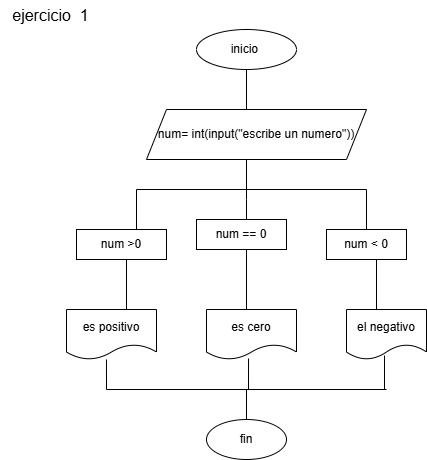 ejercicio 1
inicio
num= int(input("escribe un numero"))
num >0
num == 0
num < 0
es positivo
es cero
el negativo
fin